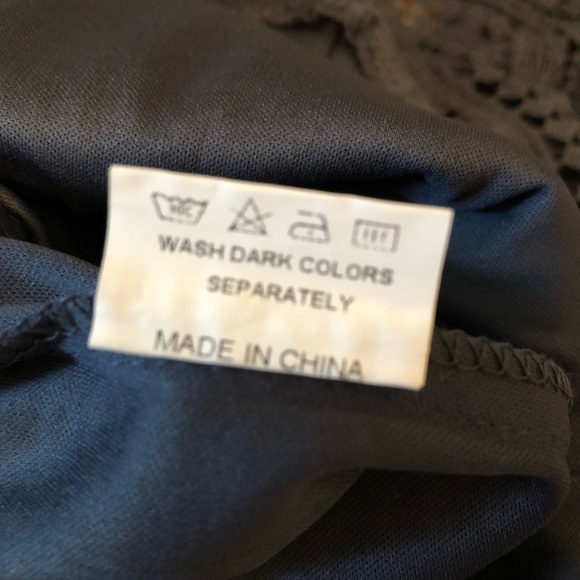 WASH DARK COLORS
SEPARATELY
MADE IN CHINA